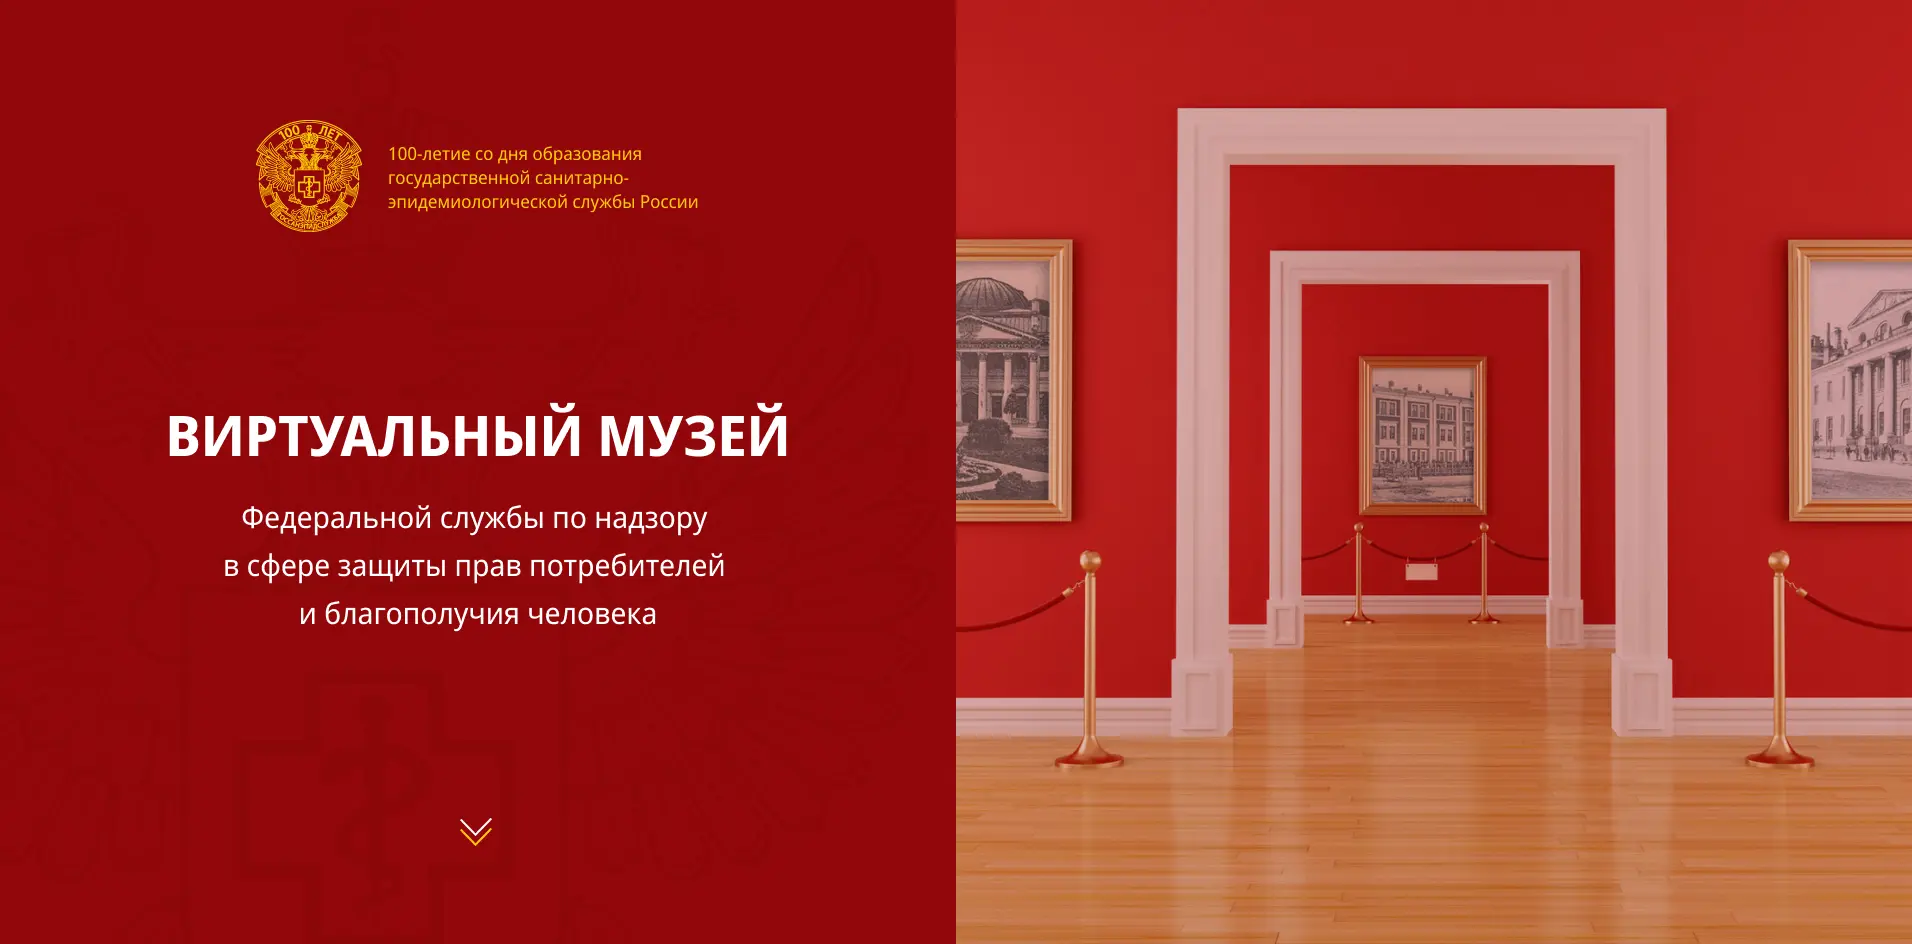 100 ЛЕТ
ГОССАНЭПИДСЛУЖБА
100-летие со дня образования
государственной санитарно-
эпидемиологической службы России
ВИРТУАЛЬНЫЙ МУЗЕЙ
Федеральной службы по надзору
в сфере защиты прав потребителей
и благополучия человека